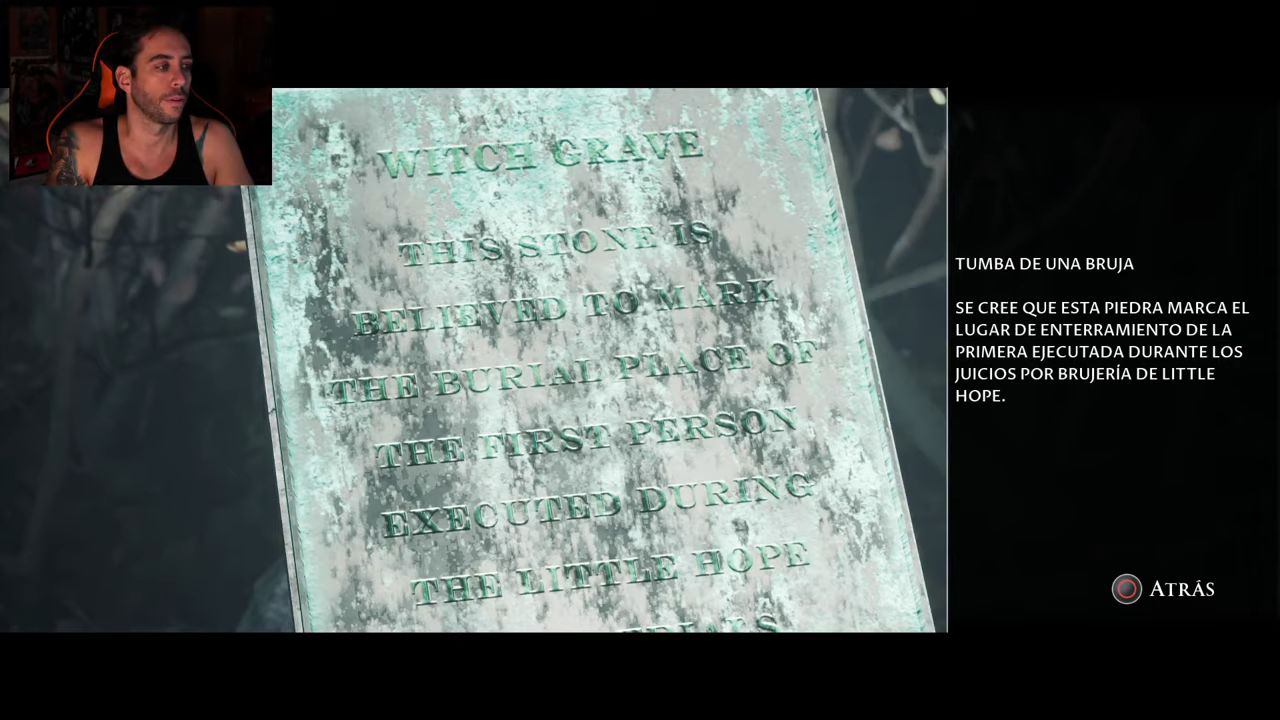 WITCH GRAVE
THIS STONE IS
BELIEVED TO MARK
THE BURIAL PLACE OF
THE FIRST PERSON
EXECUTED DURING
THE LITTLE HOPE
TRIALS
TUMBA DE UNA BRUJA
SE CREE QUE ESTA PIEDRA MARCA EL
LUGAR DE ENTERRAMIENTO DE LA
PRIMERA EJECUTADA DURANTE LOS
JUICIOS POR BRUJERÍA DE LITTLE
HOPE.
ATRÁS